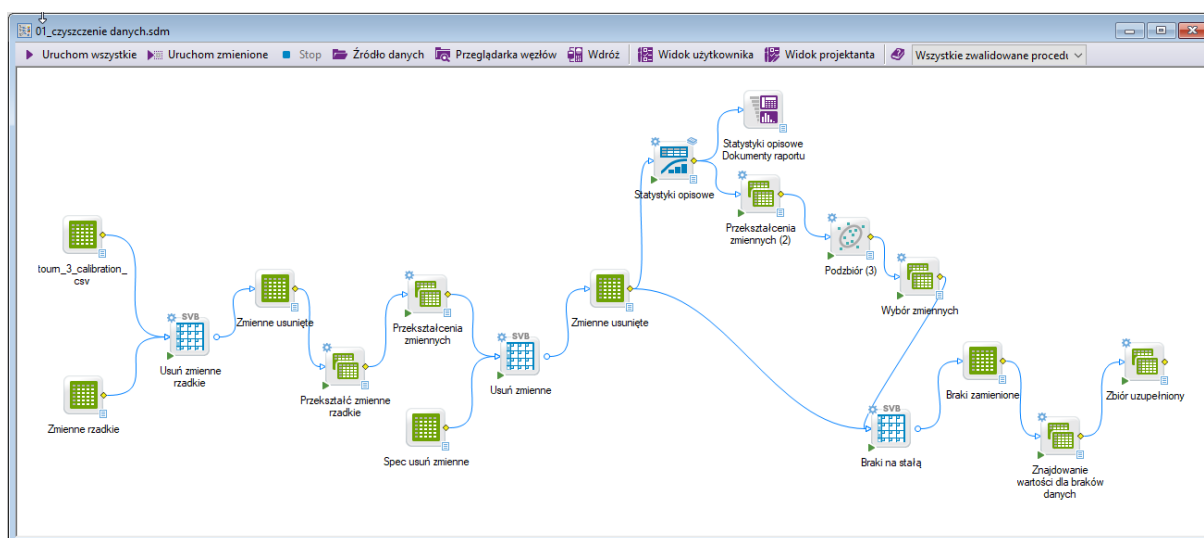 01_czyszczenie danych.sdm
Uruchom wszystkie Uruchom zmienione Stop Źródło danych Przeglądarka węzłów Wdróż Widok użytkownika Widok projektanta Wszystkie zwalidowane procedu
Statystyki opisowe
Dokumenty raportu
Statystyki opisowe
Przekształcenia
zmiennych (2)
Podzbiór (3)
Wybór zmiennych
tourn_3_calibration_
csv
SVB
Usuń zmienne
rzadkie
Zmienne rzadkie
Zmienne usunięte
Przekształć zmienne
rzadkie
Przekształcenia
zmiennych
Spec usuń zmienne
SVB
Usuń zmienne
Zmienne usunięte
SVB
Braki na stałą
Braki zamienione
Znajdowanie
wartości dla braków
danych
Zbiór uzupełniony